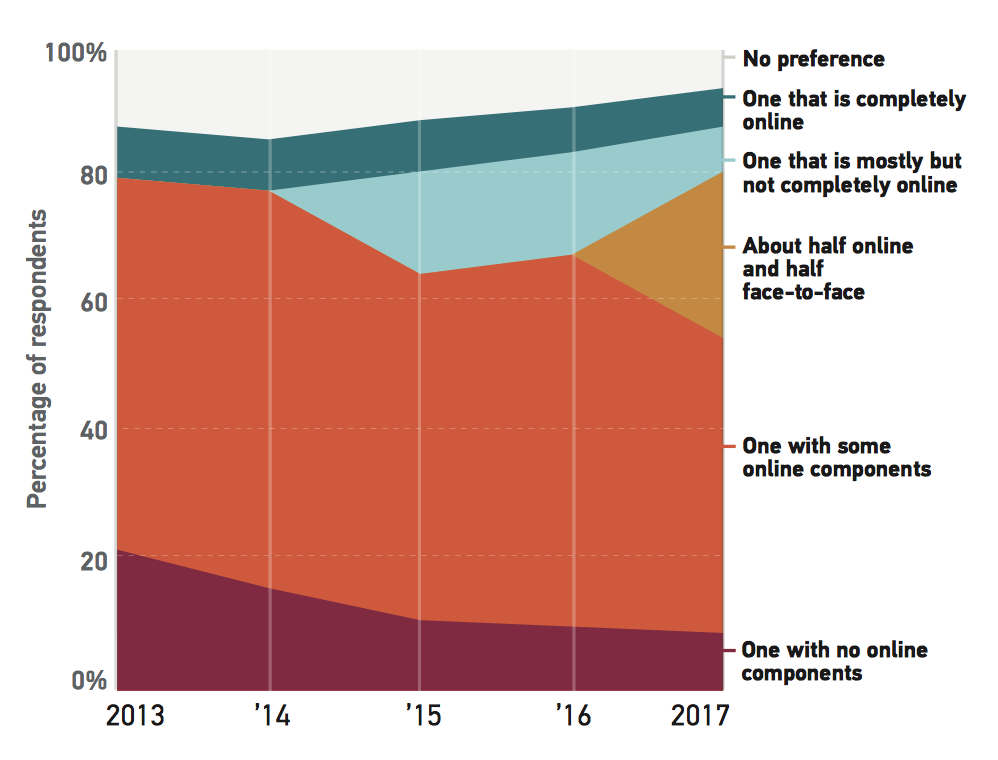 100%
80
60
40
20
0%
Percentage of respondents
2013
’14
’15
’16
2017
No preference
One that is completely
online
One that is mostly but
not completely online
About half online
and half
face-to-face
One with some
online components
One with no online
components